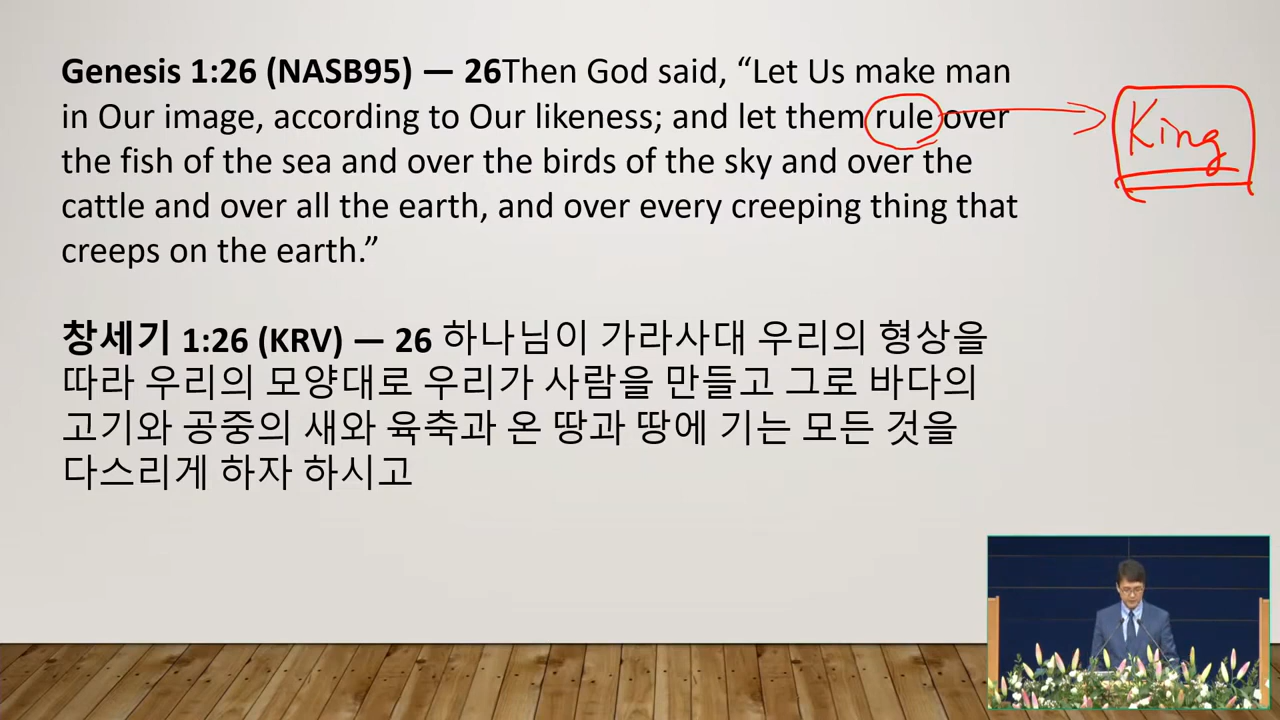 Genesis 1:26 (NASB95) — 26Then God said, “Let Us make man
in Our image, according to Our likeness; and let them rule over
the fish of the sea and over the birds of the sky and over the
cattle and over all the earth, and over every creeping thing that
creeps on the earth.”
King
창세기 1:26 (KRV) — 26 하나님이 가라사대 우리의 형상을
따라 우리의 모양대로 우리가 사람을 만들고 그로 바다의
고기와 공중의 새와 육축과 온 땅과 땅에 기는 모든 것을
다스리게 하자 하시고